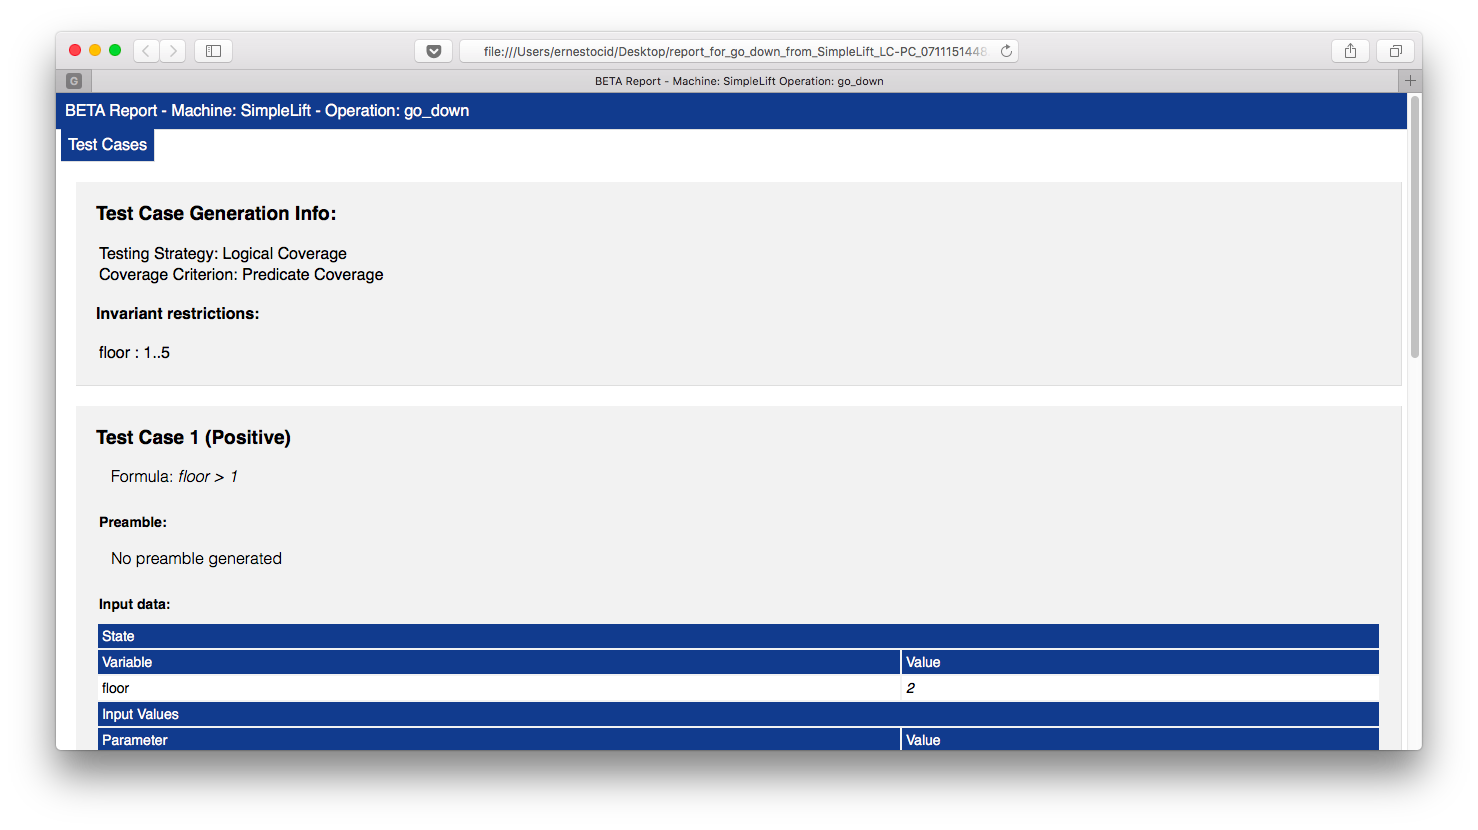 file:///Users/ernestocid/Desktop/report_for_go_down_from_SimpleLift_LC-PC_0711151448
G
BETA Report - Machine: SimpleLift Operation: go_down
BETA Report - Machine: SimpleLift - Operation: go_down
Test Cases
Test Case Generation Info:
Testing Strategy: Logical Coverage
Coverage Criterion: Predicate Coverage
Invariant restrictions:
floor : 1..5
Test Case 1 (Positive)
Formula: floor > 1
Preamble:
No preamble generated
Input data:
State
Variable Value
floor 2
Input Values
Parameter Value